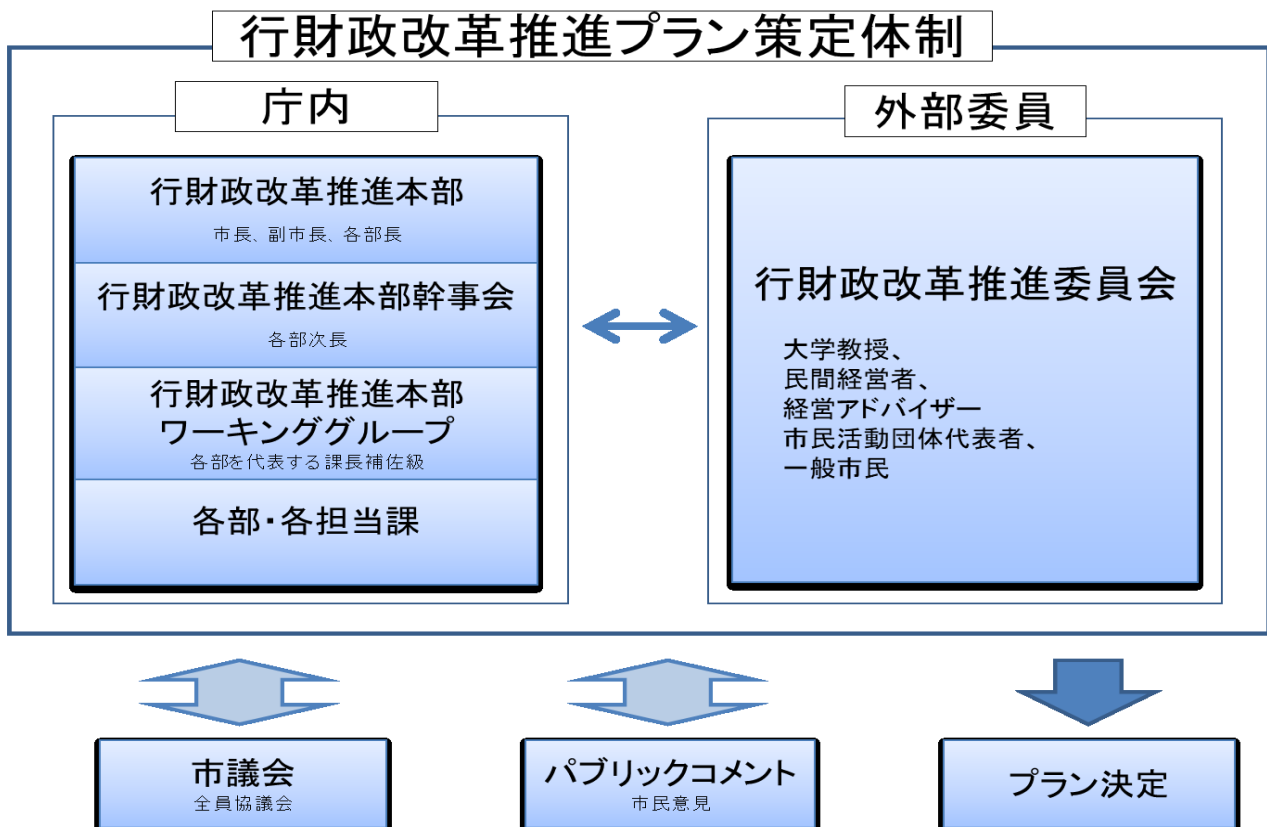 行財政改革推進プラン策定体制
庁内
行財政改革推進本部
市長、副市長、各部長
行財政改革推進本部幹事会
各部次長
行財政改革推進本部
ワーキンググループ
各部を代表する課長補佐級
各部・各担当課
外部委員
行財政改革推進委員会
大学教授、
民間経営者、
経営アドバイザー
市民活動団体代表者、
一般市民
市議会
全員協議会
パブリックコメント
市民意見
プラン決定